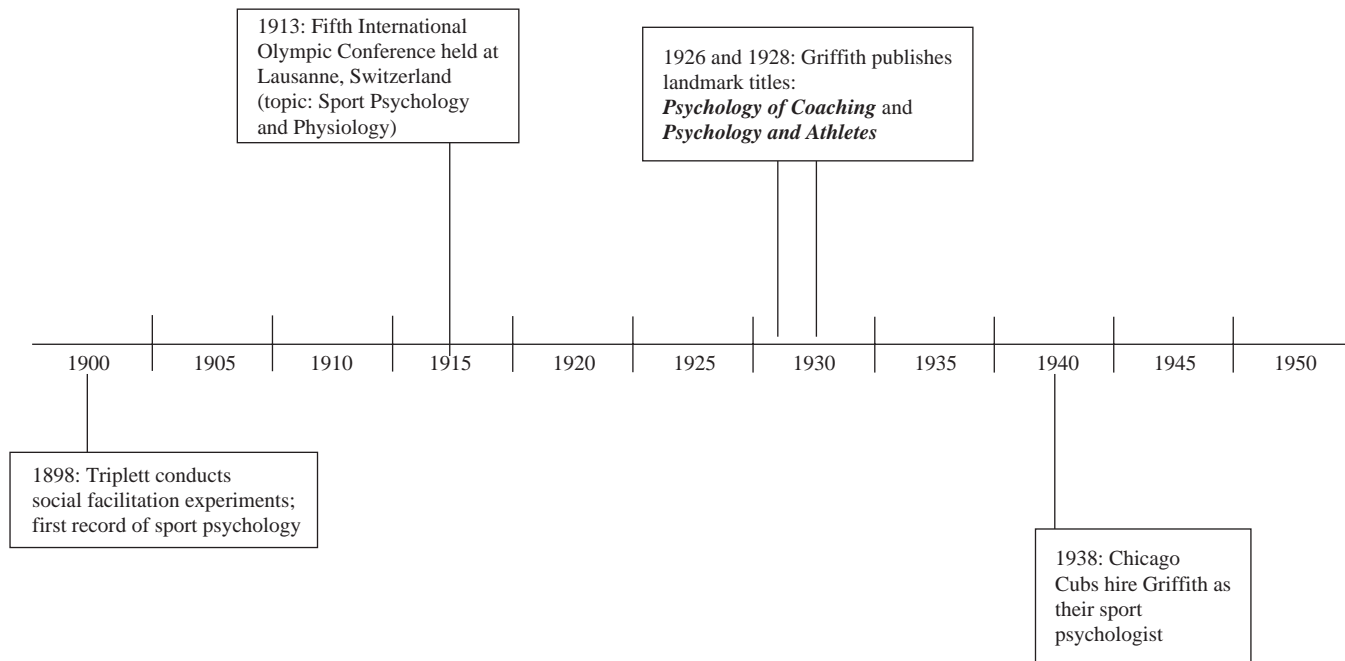 1913: Fifth International
Olympic Conference held at
Lausanne, Switzerland
(topic: Sport Psychology
and Physiology)
1926 and 1928: Griffith publishes
landmark titles:
Psychology of Coaching and
Psychology and Athletes
1900 1905 1910 1915 1920 1925 1930 1935 1940 1945 1950
1898: Triplett conducts
social facilitation experiments;
first record of sport psychology
1938: Chicago
Cubs hire Griffith as
their sport
psychologist